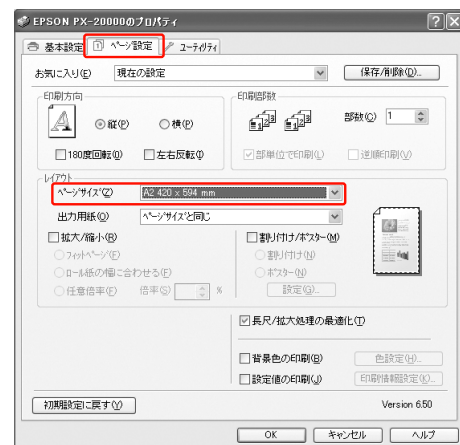 EPSON PX-20000のプロパティ
基本設定 ページ設定 ユーティリティ
お気に入り(E) 現在の設定 保存/削除(D)...
印刷方向 印刷部数
縦(P) 横(P) 部数(C) 1
180度回転(0) 左右反転(I) 部単位で印刷(L) 逆順印刷(V)
レイアウト
ページサイズ(Z) A2 420 x 594 mm
出力用紙(O) ページサイズと同じ
拡大/縮小(R) 割り付け/ポスター(M)
フィットページ(F) 割り付け(N)
ロール紙の幅に合わせる(F) ポスター(N)
任意倍率(F) 倍率(S) % 設定(G)...
長尺/拡大処理の最適化(T)
背景色の印刷(B) 色設定(H)...
設定値の印刷(J) 印刷情報設定(K)...
初期設定に戻す(Y) Version 6.50
OK キャンセル ヘルプ